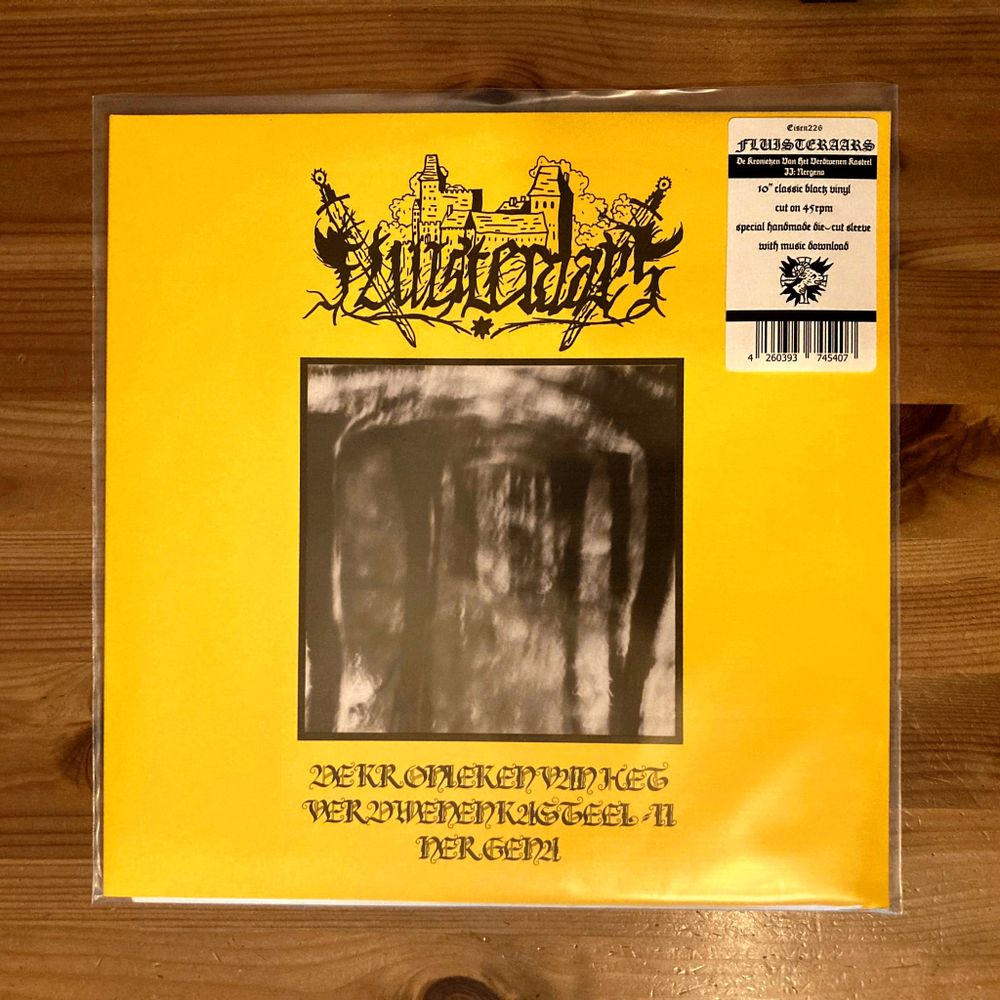 Fluisteraars
Eisen226
FLUISTERAARS
De Kronieken Van Het Verdwenen Kasteel
II: Nergena
10" classic black vinyl
cut on 45rpm
special handmade die-cut sleeve
with music download
4 260393 745407
DE KRONIEKEN VAN HET
VERDWENEN KASTEEL - II
NERGENA